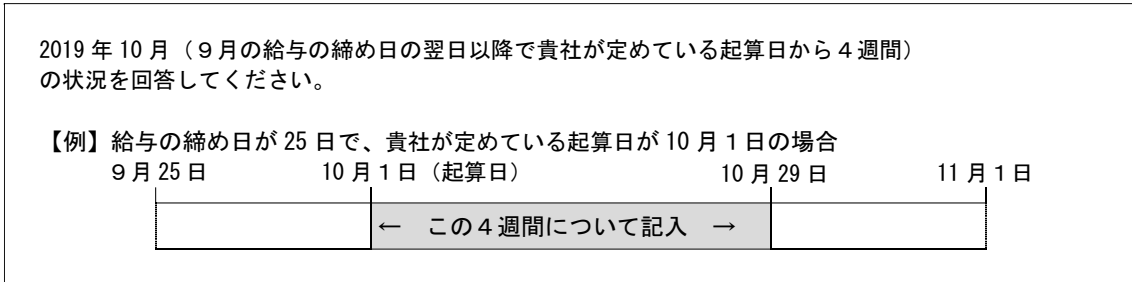 2019 年 10 月（９月の給与の締め日の翌日以降で貴社が定めている起算日から４週間）
の状況を回答してください。
【例】給与の締め日が 25 日で、貴社が定めている起算日が 10 月１日の場合
９月 25 日 10 月１日（起算日） 10 月 29 日 11 月１日
← この４週間について記入 →